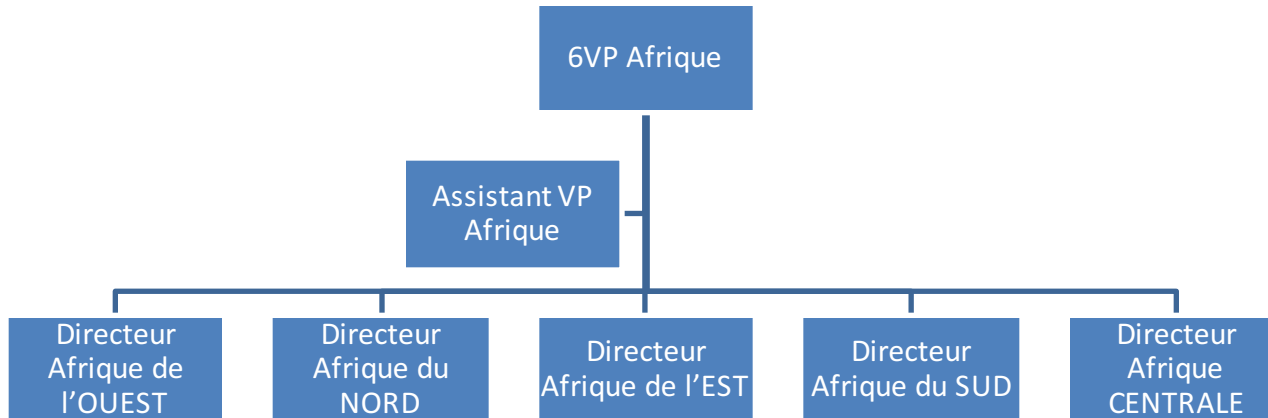 6VP Afrique
Assistant VP
Afrique
Directeur
Afrique de
l’OUEST
Directeur
Afrique du
NORD
Directeur
Afrique de l’EST
Directeur
Afrique du SUD
Directeur
Afrique
CENTRALE